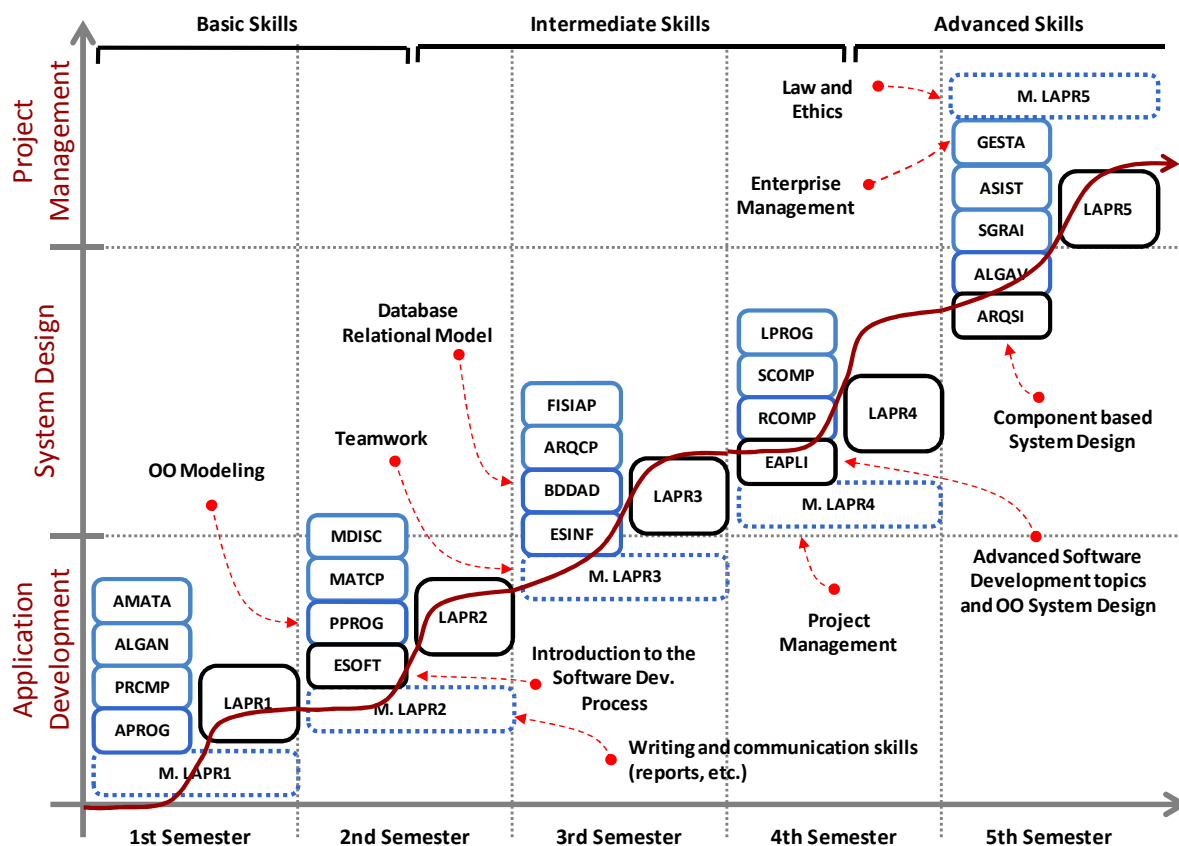 Basic Skills
Intermediate Skills
Advanced Skills
Project
Management
System Design
Application
Development
Law and
Ethics
M. LAPR5
GESTA
ASIST
SGRAI
ALGAV
ARQSI
LAPR5
Enterprise
Management
Component based
System Design
Database
Relational Model
LPROG
SCOMP
RCOMP
EAPLI
LAPR4
M. LAPR4
Teamwork
FISIAP
ARQCP
BDDAD
ESINF
LAPR3
M. LAPR3
OO Modeling
MDISC
MATCP
PPROG
ESOFT
LAPR2
M. LAPR2
Advanced Software
Development topics
and OO System Design
Project
Management
Introduction to the
Software Dev.
Process
Writing and communication skills
(reports, etc.)
AMATA
ALGAN
PRCMP
APROG
LAPR1
M. LAPR1
1st Semester
2nd Semester
3rd Semester
4th Semester
5th Semester